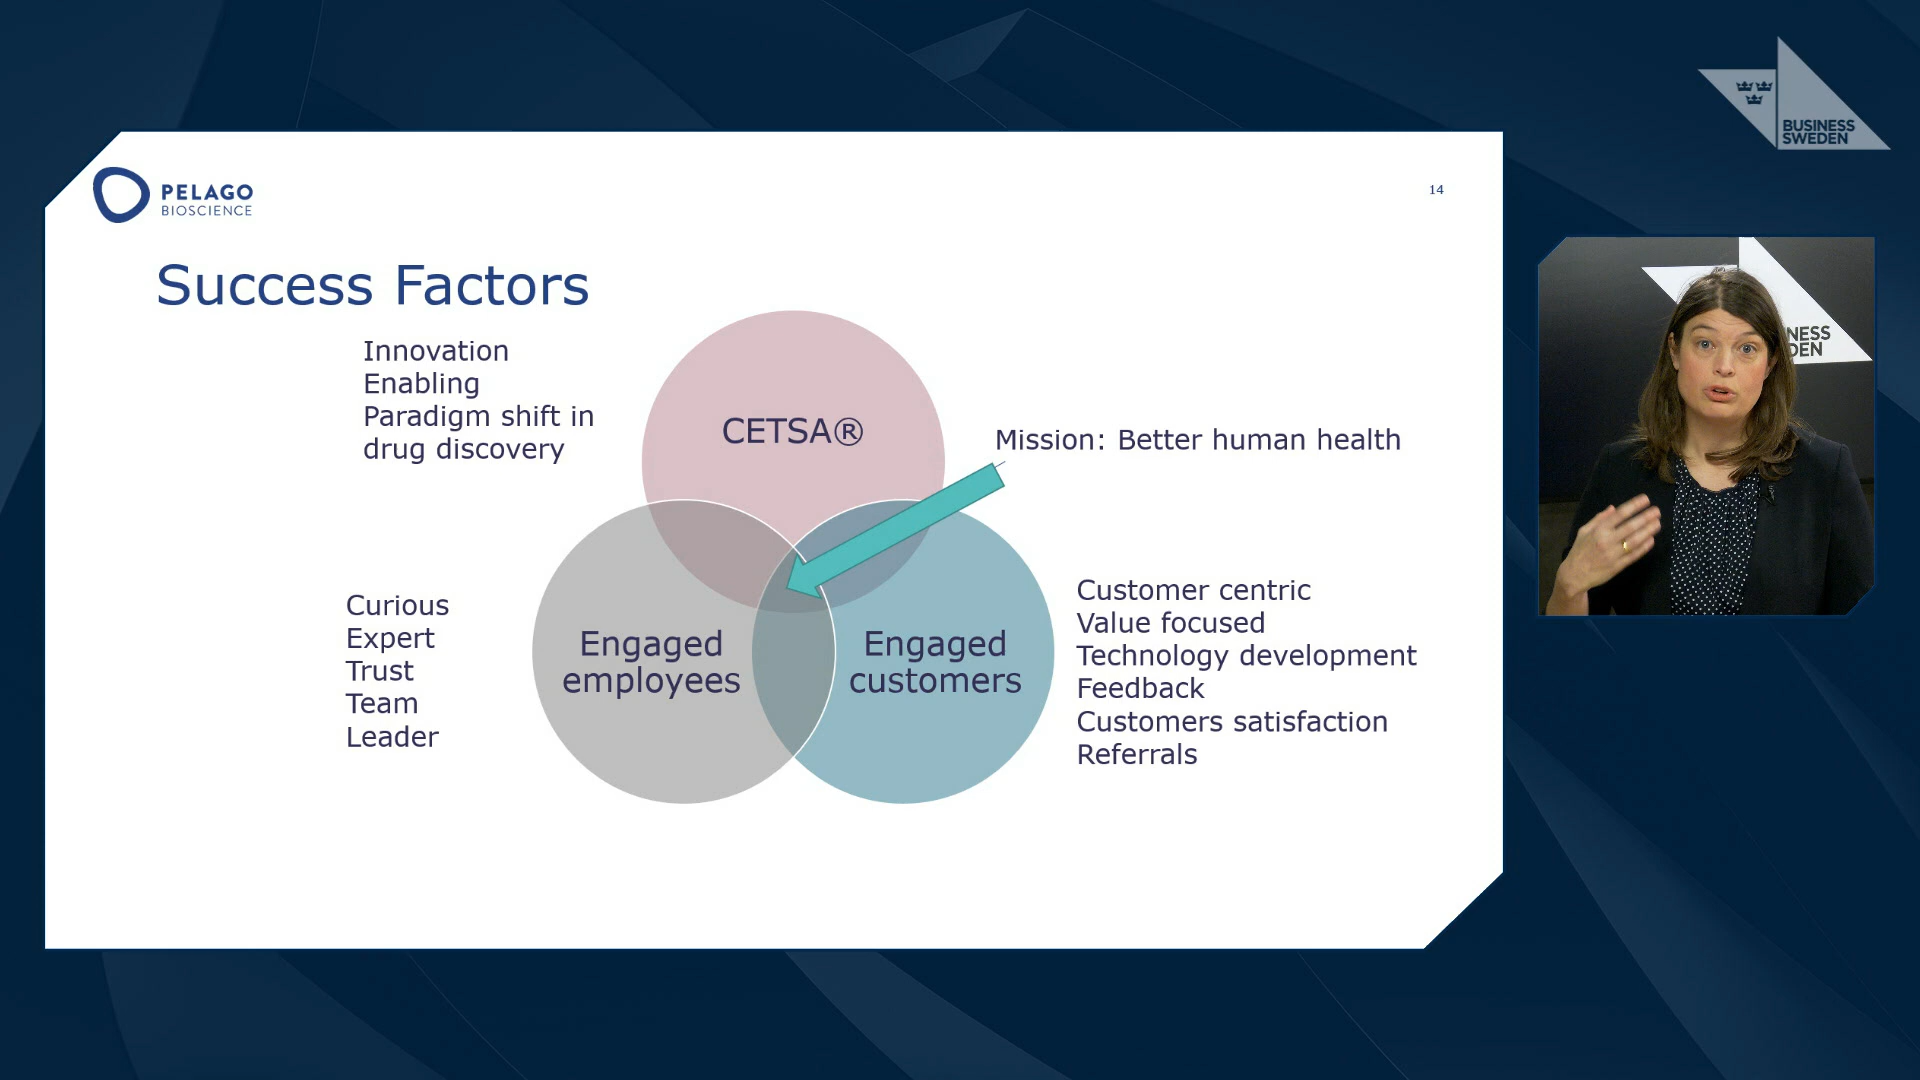 BUSINESS
SWEDEN
PELAGO
BIOSCIENCE
14
Success Factors
Innovation
Enabling
Paradigm shift in
drug discovery
CETSA®
Mission: Better human health
Curious
Expert
Trust
Team
Leader
Engaged
employees
Engaged
customers
Customer centric
Value focused
Technology development
Feedback
Customers satisfaction
Referrals
NESS
DEN